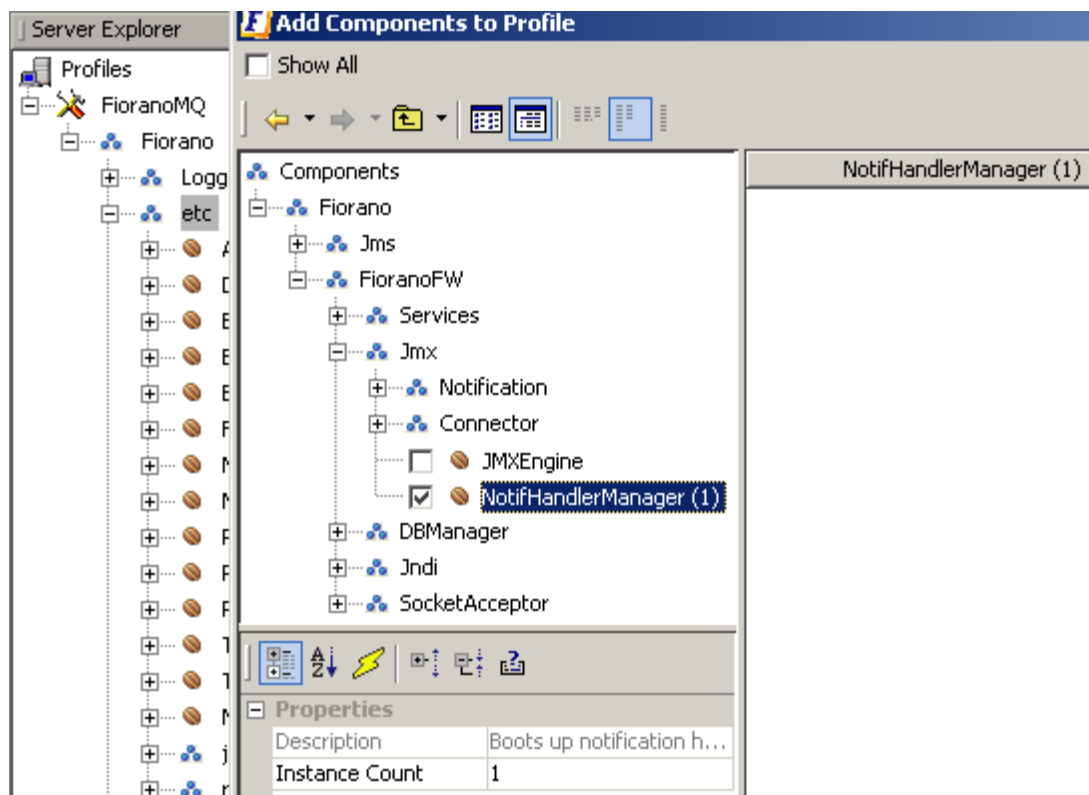 Server Explorer
Profiles
FioranoMQ
Fiorano
Logg
etc
Add Components to Profile
Show All
Components
Fiorano
Jms
FioranoFW
Services
Jmx
Notification
Connector
JMXEngine
NotifHandlerManager (1)
DBManager
Jndi
SocketAcceptor
NotifHandlerManager (1)
Properties
Description Boots up notification h...
Instance Count 1